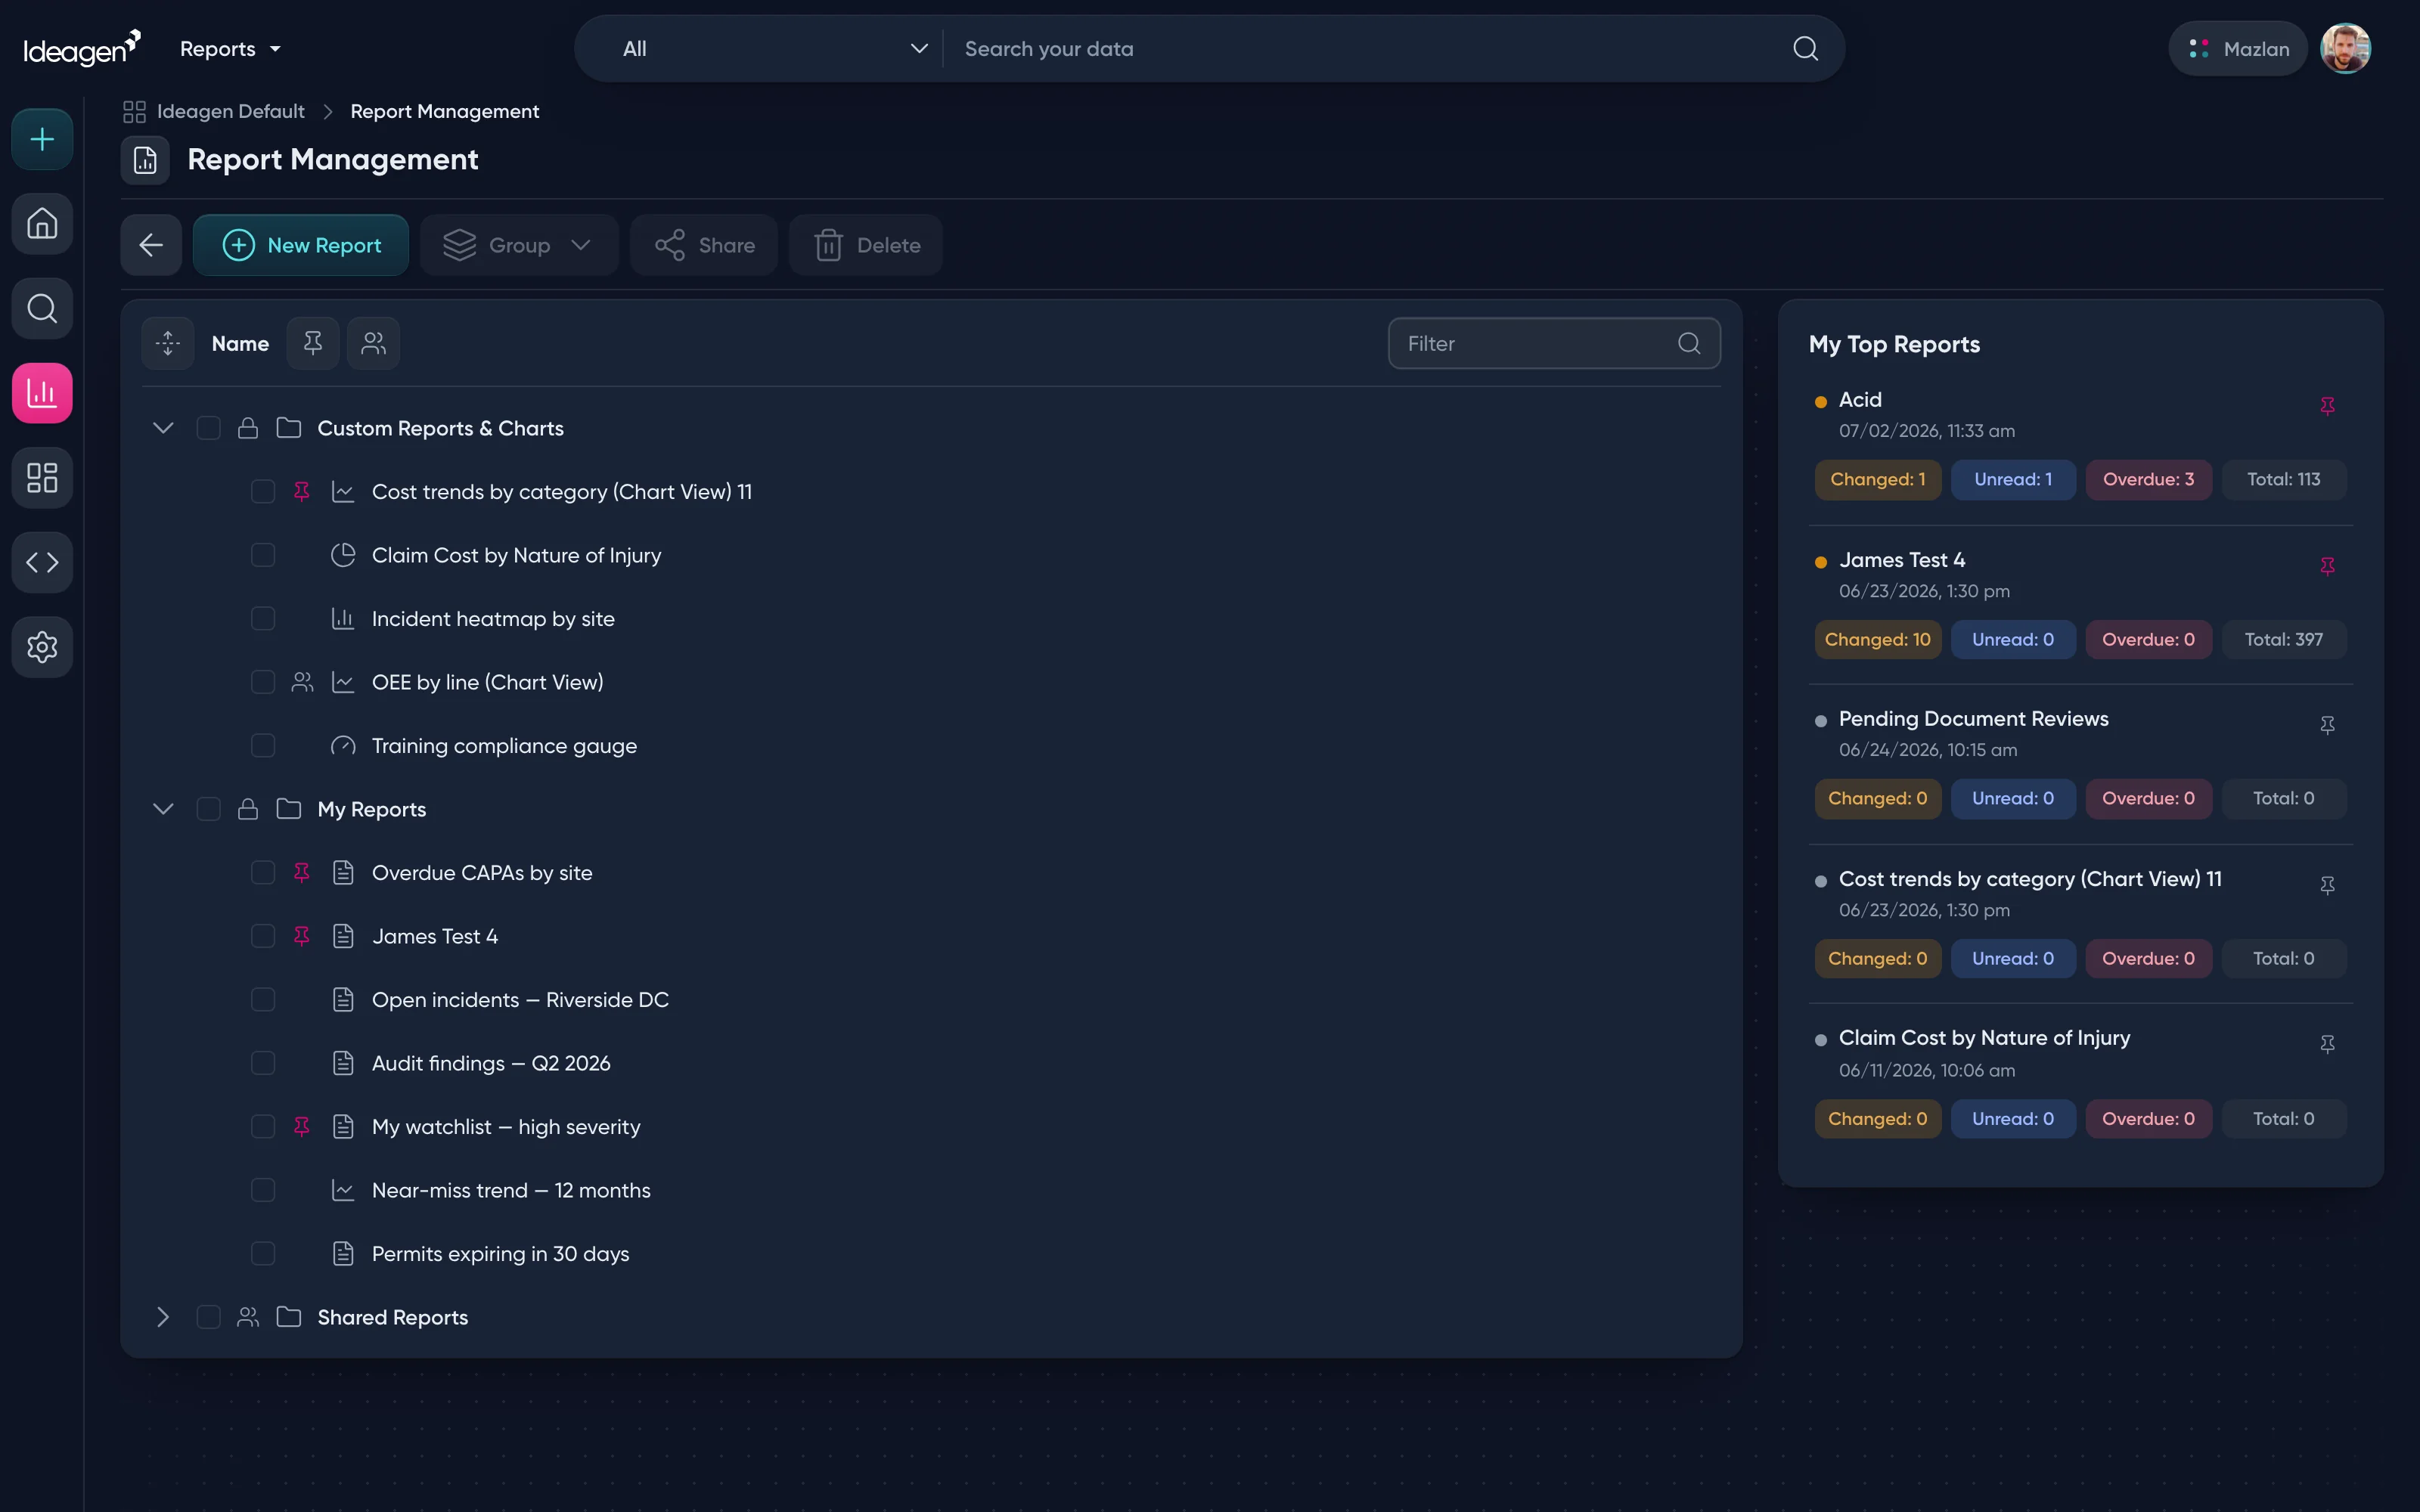 Ideagen
Reports
All
Search your data
Mazlan
Ideagen Default
Report Management
Report Management
New Report
Group
Share
Delete
Name
Filter
Custom Reports & Charts
Cost trends by category (Chart View) 11
Claim Cost by Nature of Injury
Incident heatmap by site
OEE by line (Chart View)
Training compliance gauge
My Reports
Overdue CAPAs by site
James Test 4
Open incidents – Riverside DC
Audit findings – Q2 2026
My watchlist – high severity
Near-miss trend – 12 months
Permits expiring in 30 days
Shared Reports
My Top Reports
Acid
07/02/2026, 11:33 am
Changed: 1 Unread: 1 Overdue: 3 Total: 113
James Test 4
06/23/2026, 1:30 pm
Changed: 10 Unread: 0 Overdue: 0 Total: 397
Pending Document Reviews
06/24/2026, 10:15 am
Changed: 0 Unread: 0 Overdue: 0 Total: 0
Cost trends by category (Chart View) 11
06/23/2026, 1:30 pm
Changed: 0 Unread: 0 Overdue: 0 Total: 0
Claim Cost by Nature of Injury
06/11/2026, 10:06 am
Changed: 0 Unread: 0 Overdue: 0 Total: 0